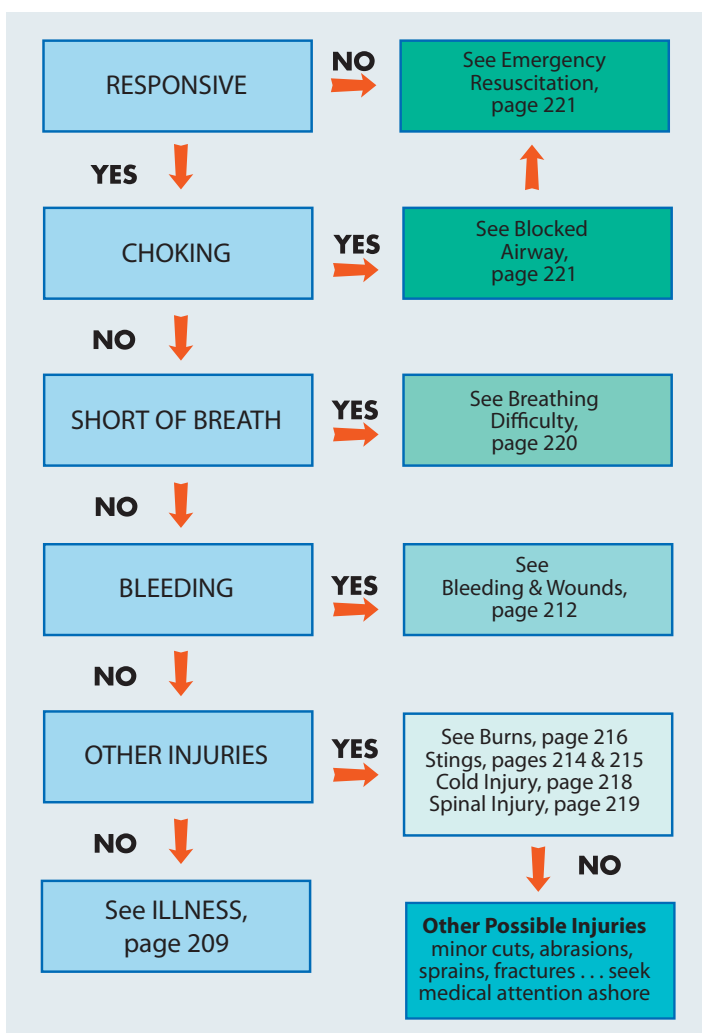 RESPONSIVE
NO
See Emergency
Resuscitation,
page 221
YES
CHOKING
YES
See Blocked
Airway,
page 221
NO
SHORT OF BREATH
YES
See Breathing
Difficulty,
page 220
NO
BLEEDING
YES
See
Bleeding & Wounds,
page 212
NO
OTHER INJURIES
YES
See Burns, page 216
Stings, pages 214 & 215
Cold Injury, page 218
Spinal Injury, page 219
NO
See ILLNESS,
page 209
NO
Other Possible Injuries
minor cuts, abrasions,
sprains, fractures . . . seek
medical attention ashore